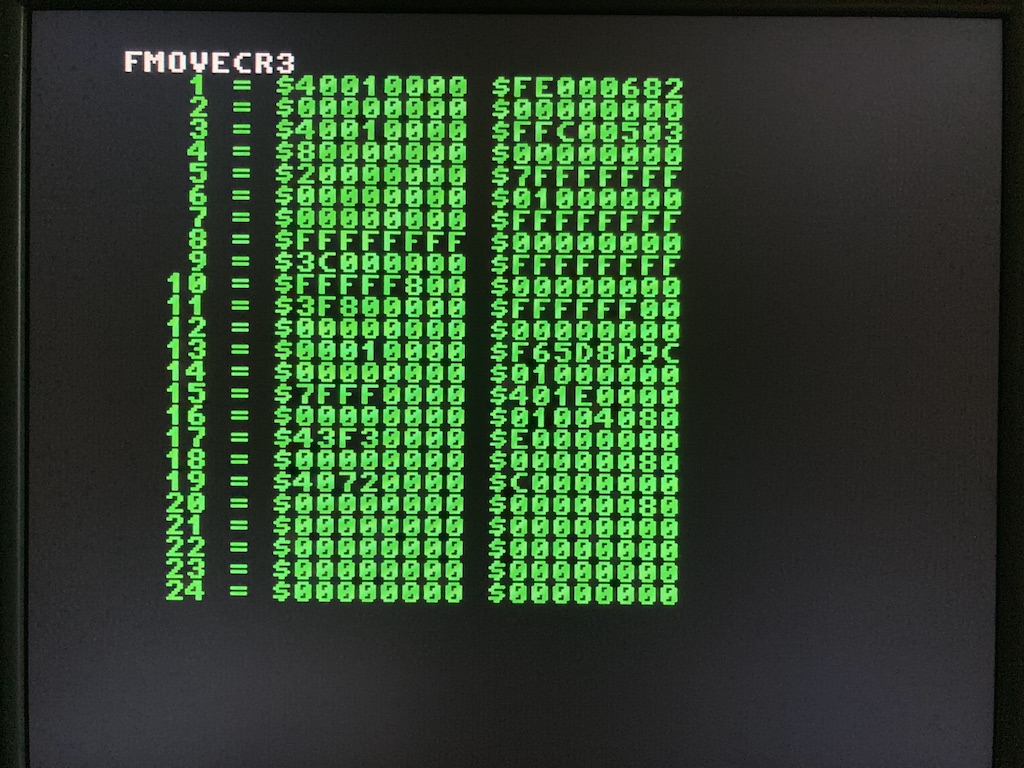 FMOVECR3
1 = $40010000 $FE000682
2 = $00000000 $00000000
3 = $40010000 $FFC00503
4 = $80000000 $00000000
5 = $20000000 $7FFFFFFF
6 = $00000000 $01000000
7 = $00000000 $FFFFFFFF
8 = $FFFFFFFF $00000000
9 = $3C000000 $FFFFFFFF
10 = $FFFFF800 $00000000
11 = $3F800000 $FFFFFF00
12 = $00000000 $00000000
13 = $00010000 $F65D8D9C
14 = $00000000 $01000000
15 = $7FFF0000 $401E0000
16 = $00000000 $01004880
17 = $43F30000 $E0000000
18 = $00000000 $00000080
19 = $40720000 $C0000000
20 = $00000000 $00000080
21 = $00000000 $00000000
22 = $00000000 $00000000
23 = $00000000 $00000000
24 = $00000000 $00000000